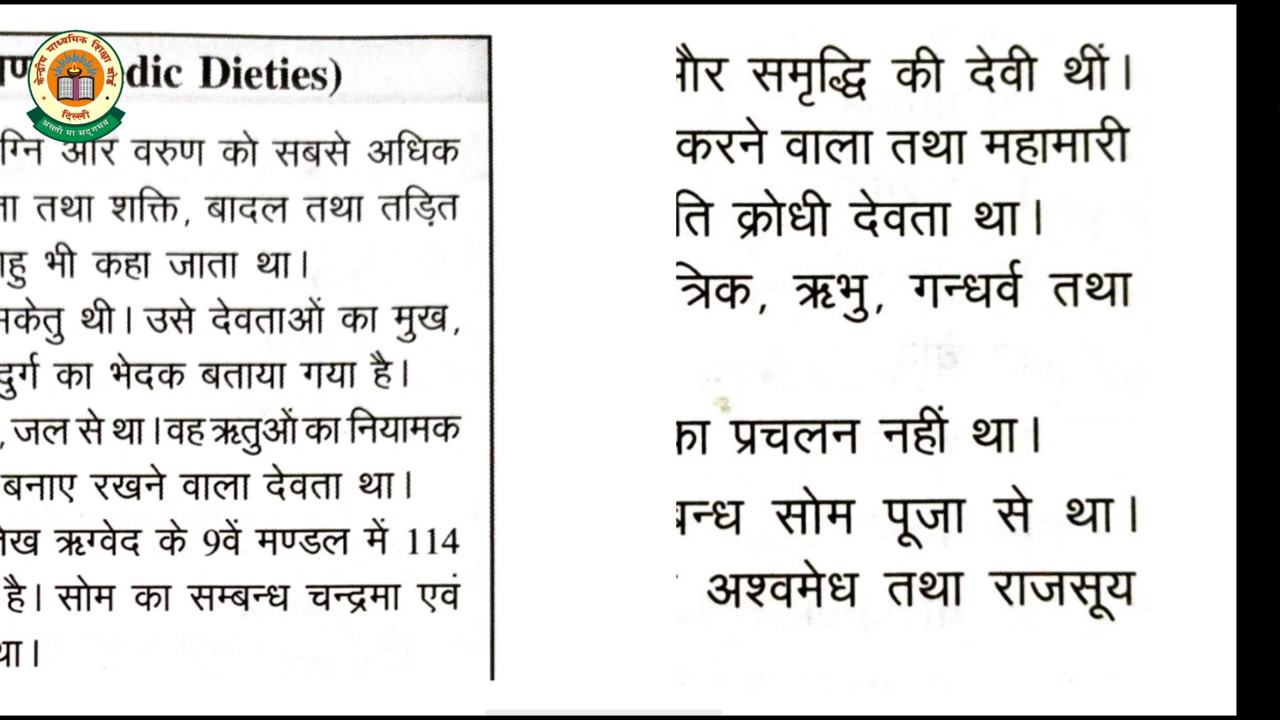 केन्द्रीय माध्यमिक शिक्षा बोर्ड
दिल्ली
असतो मा सद्गमय
dic Dieties)
ग्नि और वरुण को सबसे अधिक
ता तथा शक्ति, बादल तथा तड़ित
ाहु भी कहा जाता था।
मकेतु थी। उसे देवताओं का मुख,
दुर्ग का भेदक बताया गया है।
, जल से था। वह ऋतुओं का नियामक
बनाए रखने वाला देवता था।
लेख ऋग्वेद के 9वें मण्डल में 114
है। सोम का सम्बन्ध चन्द्रमा एवं
था।
और समृद्धि की देवी थीं।
करने वाला तथा महामारी
ति क्रोधी देवता था।
त्रिक, ऋभु, गन्धर्व तथा
का प्रचलन नहीं था।
बन्ध सोम पूजा से था।
अश्वमेध तथा राजसूय